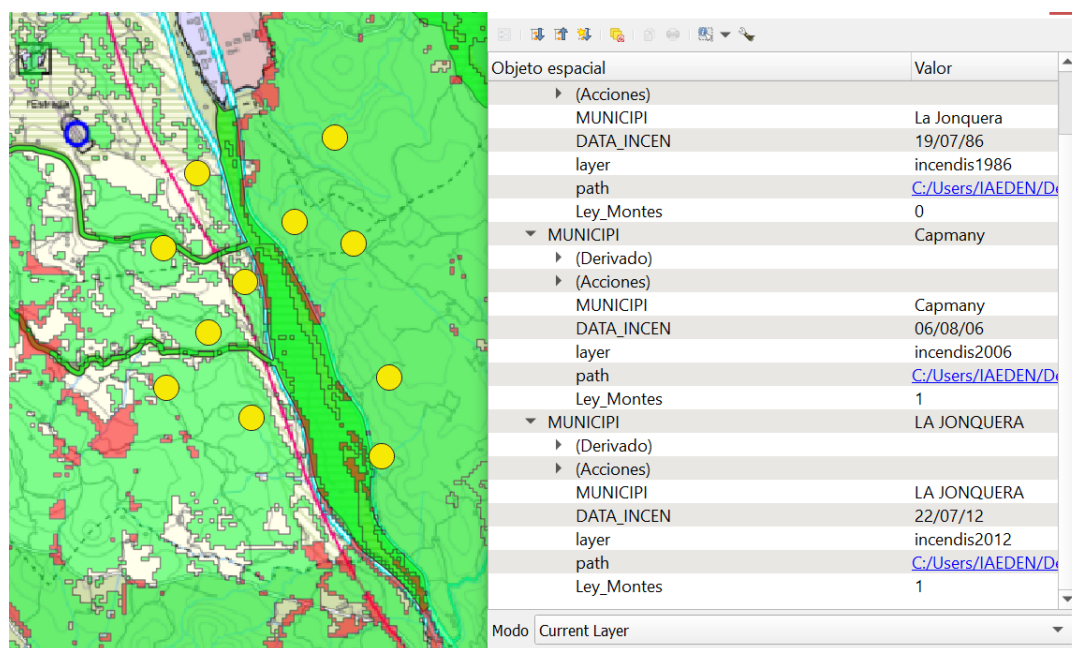 l'Estrada
Objeto espacial Valor
(Acciones)
MUNICIPI La Jonquera
DATA_INCEN 19/07/86
layer incendis1986
path C:/Users/IAEDEN/De
Ley_Montes 0
MUNICIPI Capmany
(Derivado)
(Acciones)
MUNICIPI Capmany
DATA_INCEN 06/08/06
layer incendis2006
path C:/Users/IAEDEN/De
Ley_Montes 1
MUNICIPI LA JONQUERA
(Derivado)
(Acciones)
MUNICIPI LA JONQUERA
DATA_INCEN 22/07/12
layer incendis2012
path C:/Users/IAEDEN/De
Ley_Montes 1
Modo Current Layer